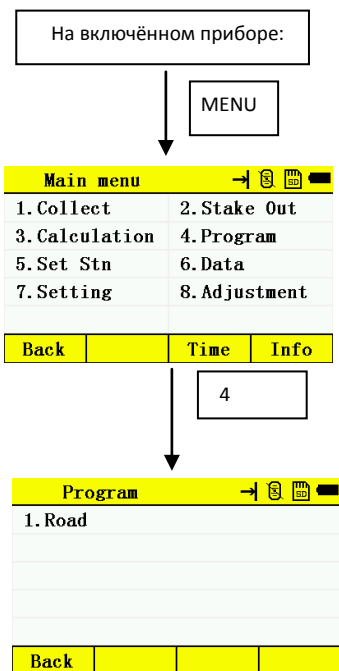 На включённом приборе:
MENU
Main menu
1.Collect 2.Stake Out
3.Calculation 4.Program
5.Set Stn 6.Data
7.Setting 8.Adjustment
Back Time Info
4
Program
1.Road
Back